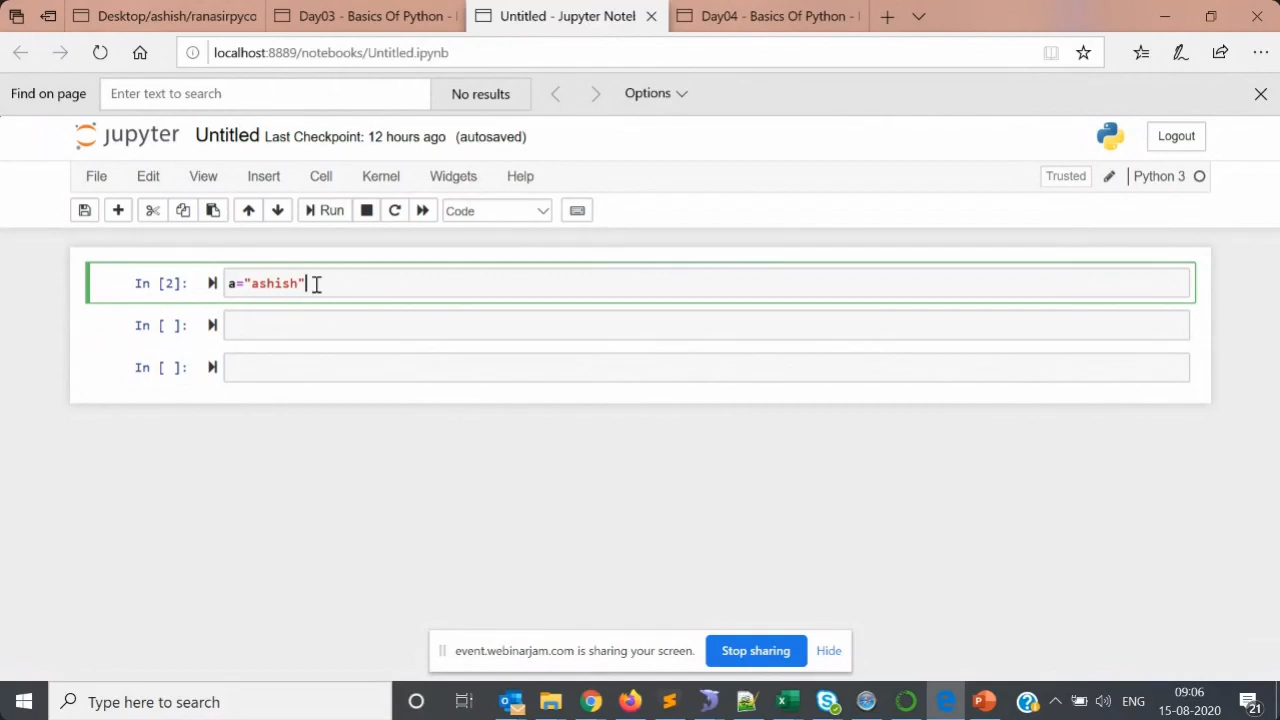 Desktop/ashish/ranasirpyco
Day03 - Basics Of Python -
Untitled - Jupyter Notel
Day04 - Basics Of Python -
localhost:8889/notebooks/Untitled.ipynb
Find on page
Enter text to search
No results
Options
jupyter
Untitled Last Checkpoint: 12 hours ago (autosaved)
Logout
File Edit View Insert Cell Kernel Widgets Help
Trusted
Python 3
Run
Code
In [2]: a="ashish"
In [ ]:
In [ ]:
event.webinarjam.com is sharing your screen.
Stop sharing
Hide
Type here to search
ENG
09:06
15-08-2020
21